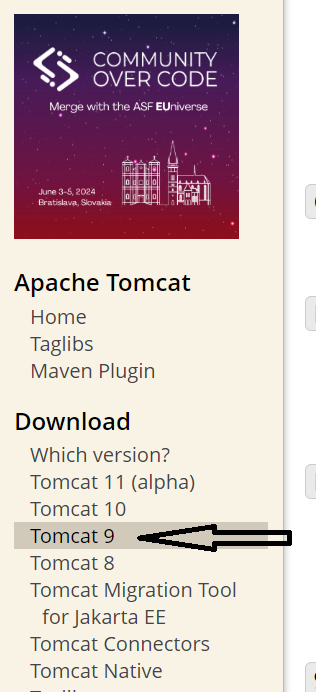 COMMUNITY
OVER CODE
Merge with the ASF EUniverse
June 3-5, 2024
Bratislava, Slovakia
Apache Tomcat
Home
Taglibs
Maven Plugin
Download
Which version?
Tomcat 11 (alpha)
Tomcat 10
Tomcat 9
Tomcat 8
Tomcat Migration Tool
for Jakarta EE
Tomcat Connectors
Tomcat Native